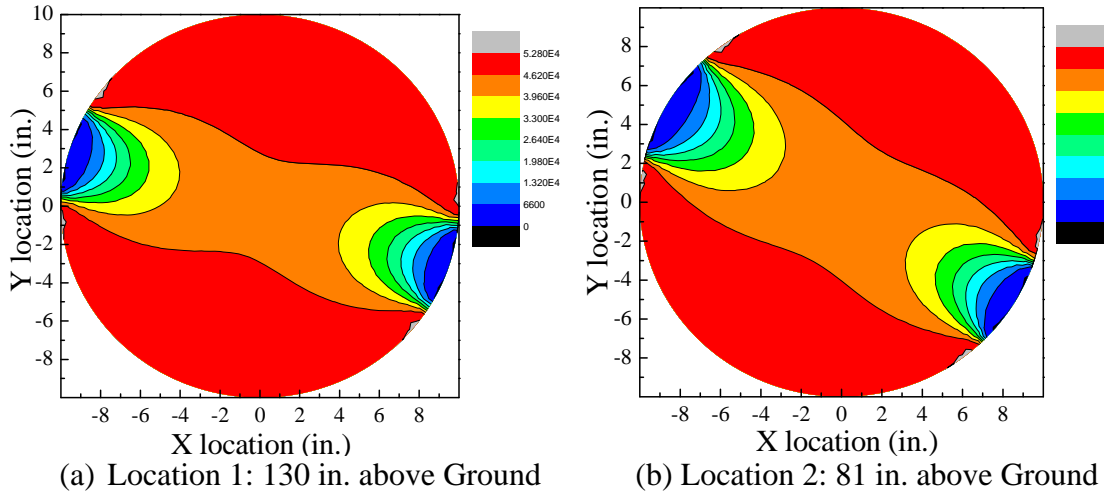 10
8
6
4
2
0
-2
-4
-6
-8
Y location (in.)
-8 -6 -4 -2 0 2 4 6 8
X location (in.)
5.280E4
4.620E4
3.960E4
3.300E4
2.640E4
1.980E4
1.320E4
6600
0
(a) Location 1: 130 in. above Ground
8
6
4
2
0
-2
-4
-6
-8
Y location (in.)
-8 -6 -4 -2 0 2 4 6 8
X location (in.)
(b) Location 2: 81 in. above Ground